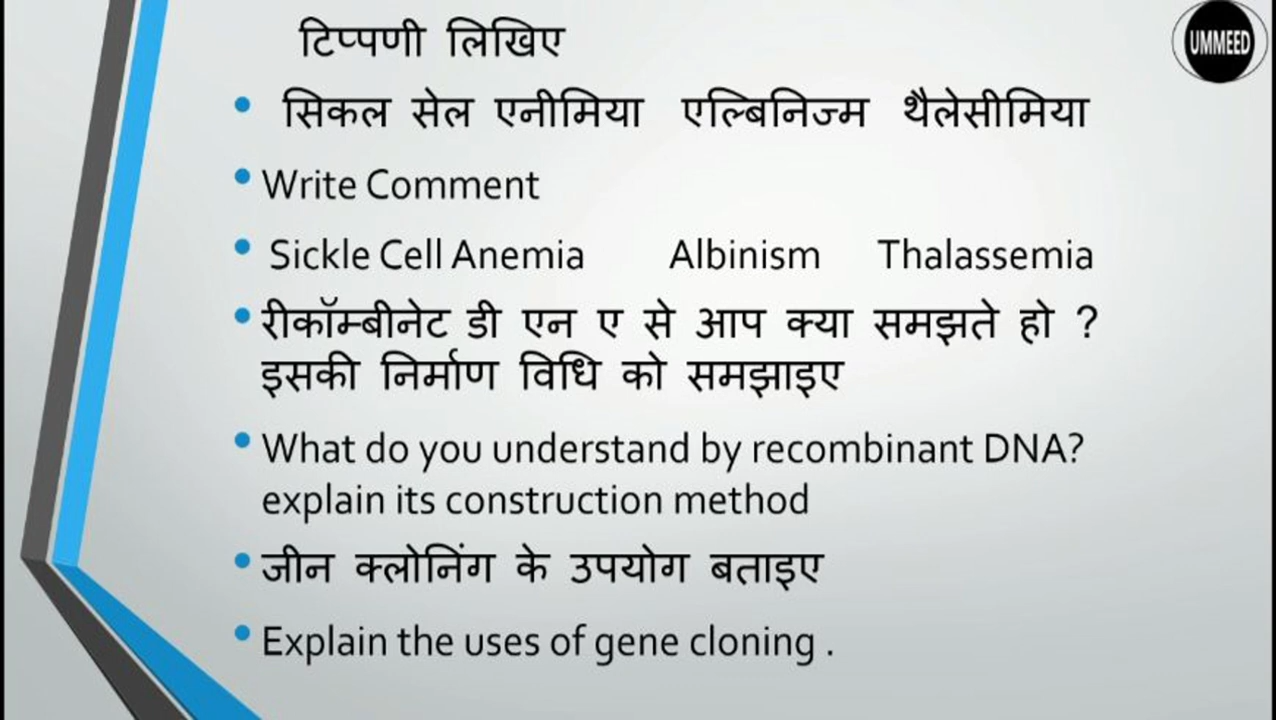 टिप्पणी लिखिए
UMMEED
• सिकल सेल एनीमिया एल्बिनिज्म थैलेसीमिया
• Write Comment
• Sickle Cell Anemia Albinism Thalassemia
• रीकॉम्बीनेट डी एन ए से आप क्या समझते हो ?
इसकी निर्माण विधि को समझाइए
• What do you understand by recombinant DNA?
explain its construction method
• जीन क्लोनिंग के उपयोग बताइए
• Explain the uses of gene cloning .